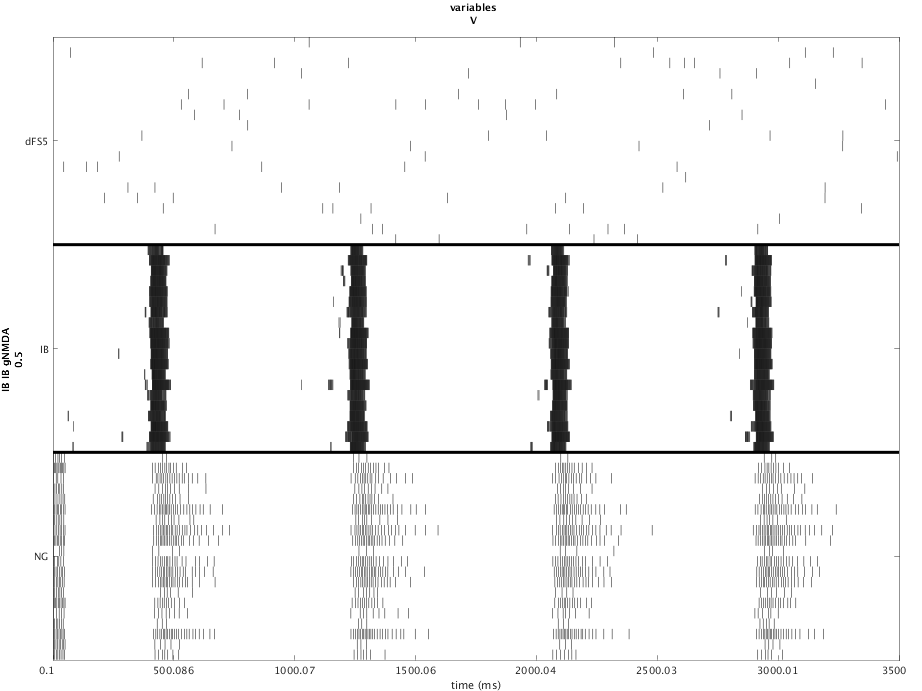 variables
V
dFS5
IB
NG
IB IB gNMDA
0.5
0.1
500.086
1000.07
1500.06
2000.04
2500.03
3000.01
3500
time (ms)